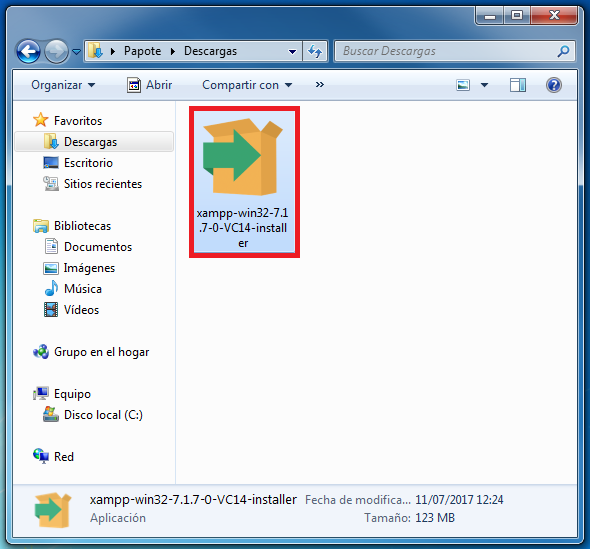 Papote Descargas
Buscar Descargas
Organizar Abrir Compartir con »
Favoritos
Descargas
Escritorio
Sitios recientes
Bibliotecas
Documentos
Imágenes
Música
Vídeos
Grupo en el hogar
Equipo
Disco local (C:)
Red
xampp-win32-7.1
.7-0-VC14-install
er
xampp-win32-7.1.7-0-VC14-installer Fecha de modifica... 11/07/2017 12:24
Aplicación Tamaño: 123 MB